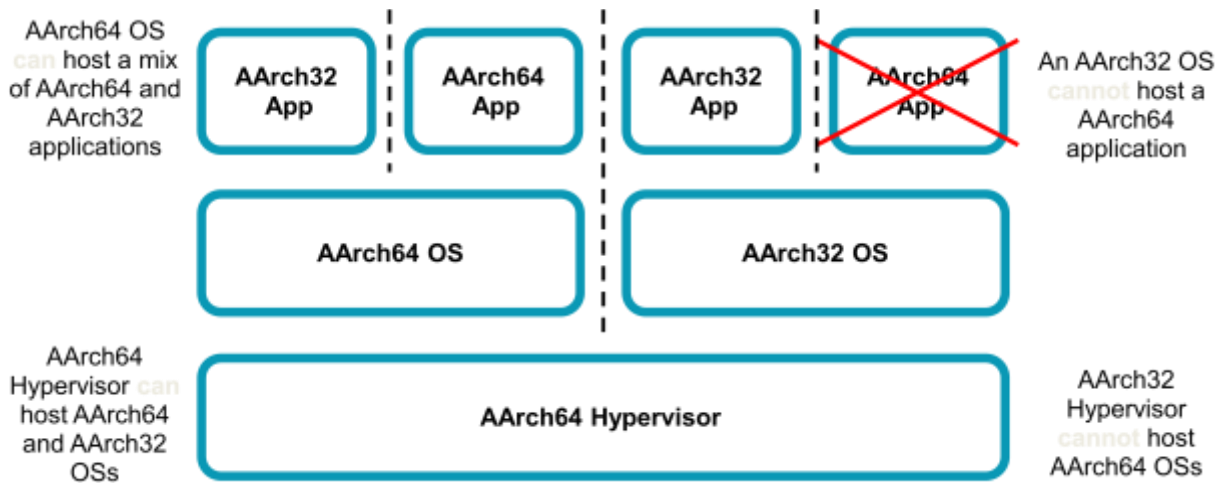 AArch64 OS
can host a mix
of AArch64 and
AArch32
applications
AArch32
App
AArch64
App
AArch32
App
AArch64
App
An AArch32 OS
cannot host a
AArch64
application
AArch64 OS
AArch32 OS
AArch64
Hypervisor can
host AArch64
and AArch32
OSs
AArch64 Hypervisor
AArch32
Hypervisor
cannot host
AArch64 OSs